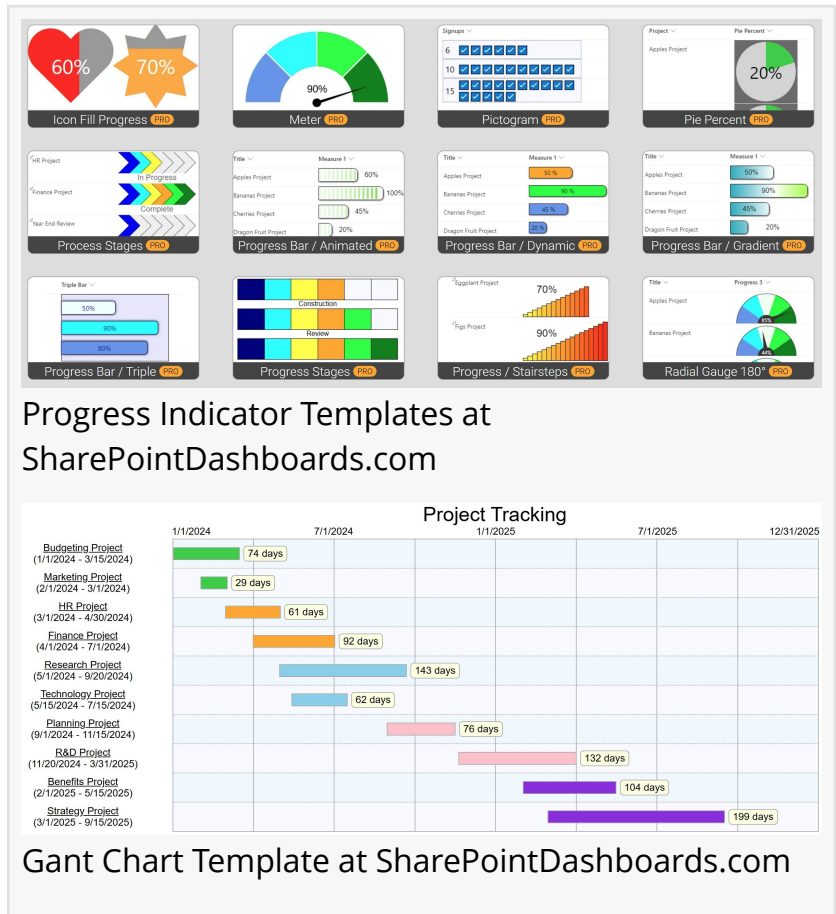 60%
70%
Icon Fill Progress PRO
90%
Meter PRO
Signups
6
10
15
Pictogram PRO
Project Pie Percent
Apples Project
20%
Pie Percent PRO
HR Project
In Progress
Finance Project
Complete
Year End Review
Process Stages PRO
Title Measure 1
Apples Project 60%
Bananas Project 100%
Cherries Project 45%
Dragon Fruit Project 20%
Progress Bar / Animated PRO
Title Measure 1
Apples Project 50 %
Bananas Project 90 %
Cherries Project 45 %
Dragon Fruit Project 20 %
Progress Bar / Dynamic PRO
Title Measure 1
Apples Project 50%
Bananas Project 90%
Cherries Project 45%
Dragon Fruit Project 20%
Progress Bar / Gradient PRO
Triple Bar
50%
90%
80%
Progress Bar / Triple PRO
Construction
Review
Progress Stages PRO
Eggplant Project 70%
Figs Project 90%
Progress / Stairsteps PRO
Title Progress 3
Apples Project
85%
Bananas Project
44%
Radial Gauge 180° PRO
Progress Indicator Templates at
SharePointDashboards.com
Project Tracking
1/1/2024 7/1/2024 1/1/2025 7/1/2025 12/31/2025
Budgeting Project
(1/1/2024 - 3/15/2024)
74 days
Marketing Project
(2/1/2024 - 3/1/2024)
29 days
HR Project
(3/1/2024 - 4/30/2024)
61 days
Finance Project
(4/1/2024 - 7/1/2024)
92 days
Research Project
(5/1/2024 - 9/20/2024)
143 days
Technology Project
(5/15/2024 - 7/15/2024)
62 days
Planning Project
(9/1/2024 - 11/15/2024)
76 days
R&D Project
(11/20/2024 - 3/31/2025)
132 days
Benefits Project
(2/1/2025 - 5/15/2025)
104 days
Strategy Project
(3/1/2025 - 9/15/2025)
199 days
Gant Chart Template at SharePointDashboards.com